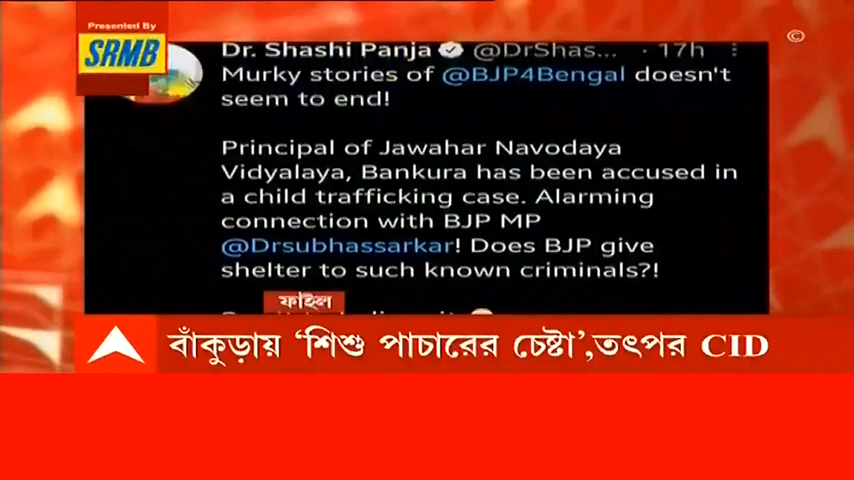 Presented By
SRMB
©
Dr. Shashi Panja @DrShas... · 17h
Murky stories of @BJP4Bengal doesn't
seem to end!
Principal of Jawahar Navodaya
Vidyalaya, Bankura has been accused in
a child trafficking case. Alarming
connection with BJP MP
@Drsubhassarkar! Does BJP give
shelter to such known criminals?!
ফাইল
বাঁকুড়ায় ‘শিশু পাচারের চেষ্টা’,তৎপর CID